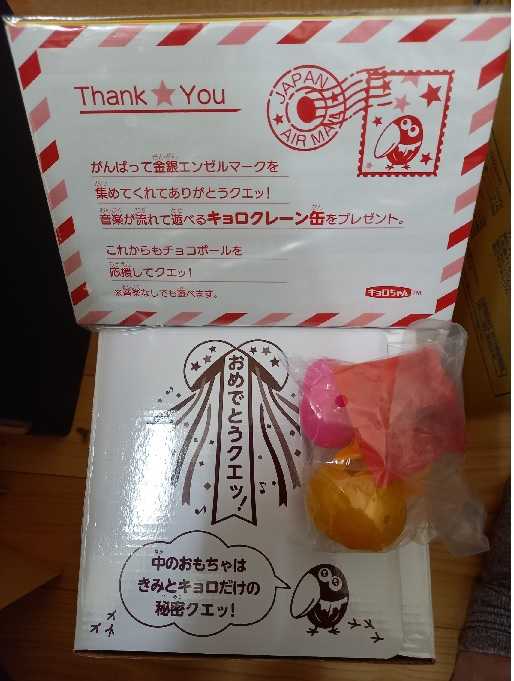 Thank★You
JAPAN
AIR MAIL
がんばって金銀エンゼルマークを
集めてくれてありがとうクエッ!
音楽が流れて遊べるキョロクレーン缶をプレゼント。
これからもチョコボールを
応援してクエッ!
※音楽なしでも遊べます。
キョロちゃん TM
おめでとうクエッ!
中のおもちゃは
きみとキョロだけの
秘密クエッ!